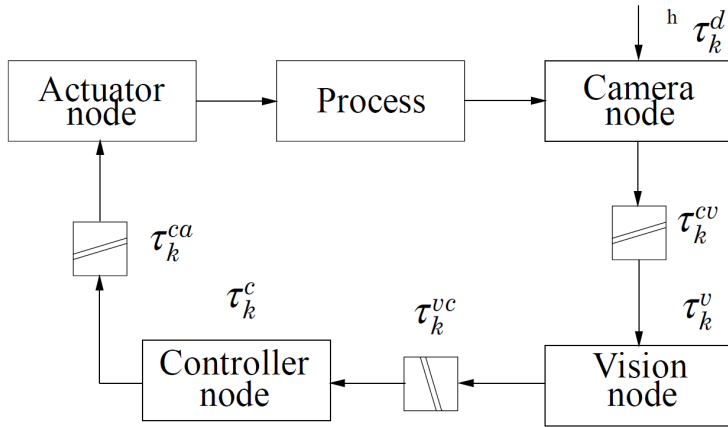 h τ_k^d
Actuator
node
Process
Camera
node
τ_k^{ca}
τ_k^{cv}
τ_k^c
τ_k^{vc}
τ_k^v
Controller
node
Vision
node